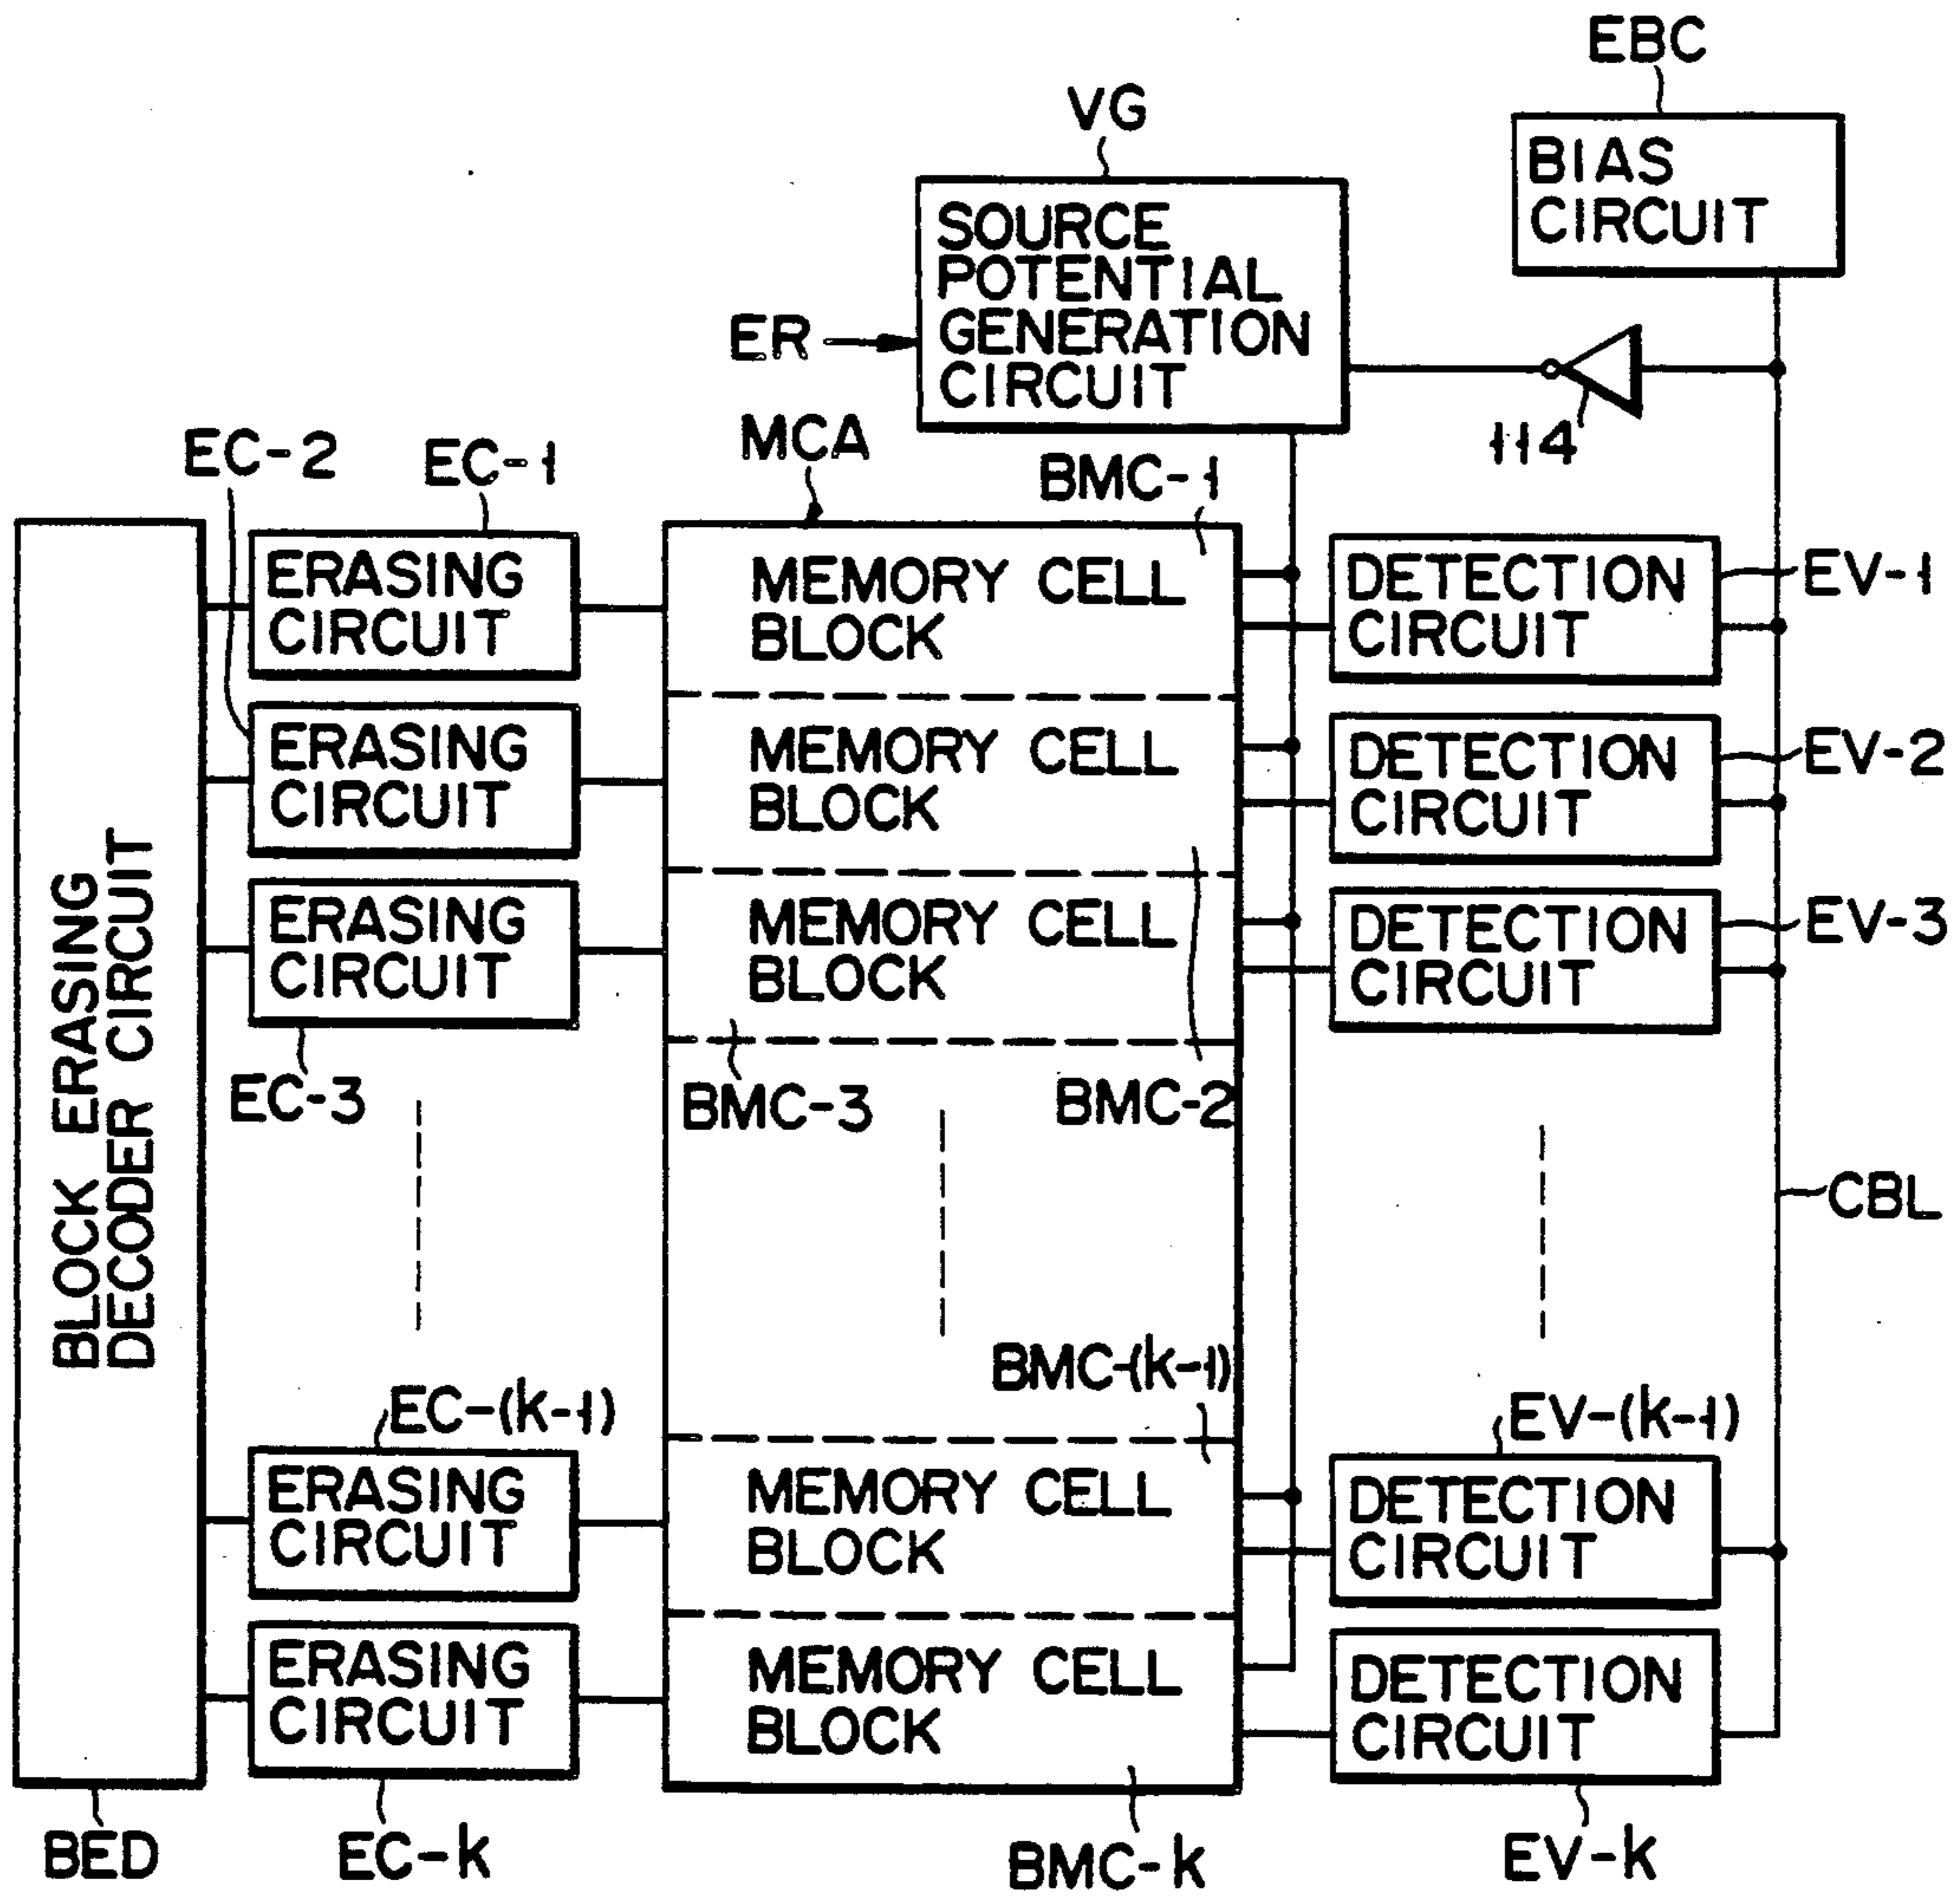 EBC
VG
BIAS
CIRCUIT
SOURCE
POTENTIAL
GENERATION
CIRCUIT
ER
114
MCA
EC-2
EC-1
BMC-1
ERASING
CIRCUIT
MEMORY CELL
BLOCK
DETECTION
CIRCUIT
EV-1
ERASING
CIRCUIT
MEMORY CELL
BLOCK
DETECTION
CIRCUIT
EV-2
ERASING
CIRCUIT
MEMORY CELL
BLOCK
DETECTION
CIRCUIT
EV-3
BLOCK ERASING
DECODER CIRCUIT
EC-3
BMC-3
BMC-2
CBL
BMC-(k-1)
EC-(k-1)
EV-(k-1)
ERASING
CIRCUIT
MEMORY CELL
BLOCK
DETECTION
CIRCUIT
ERASING
CIRCUIT
MEMORY CELL
BLOCK
DETECTION
CIRCUIT
BED
EC-k
BMC-k
EV-k